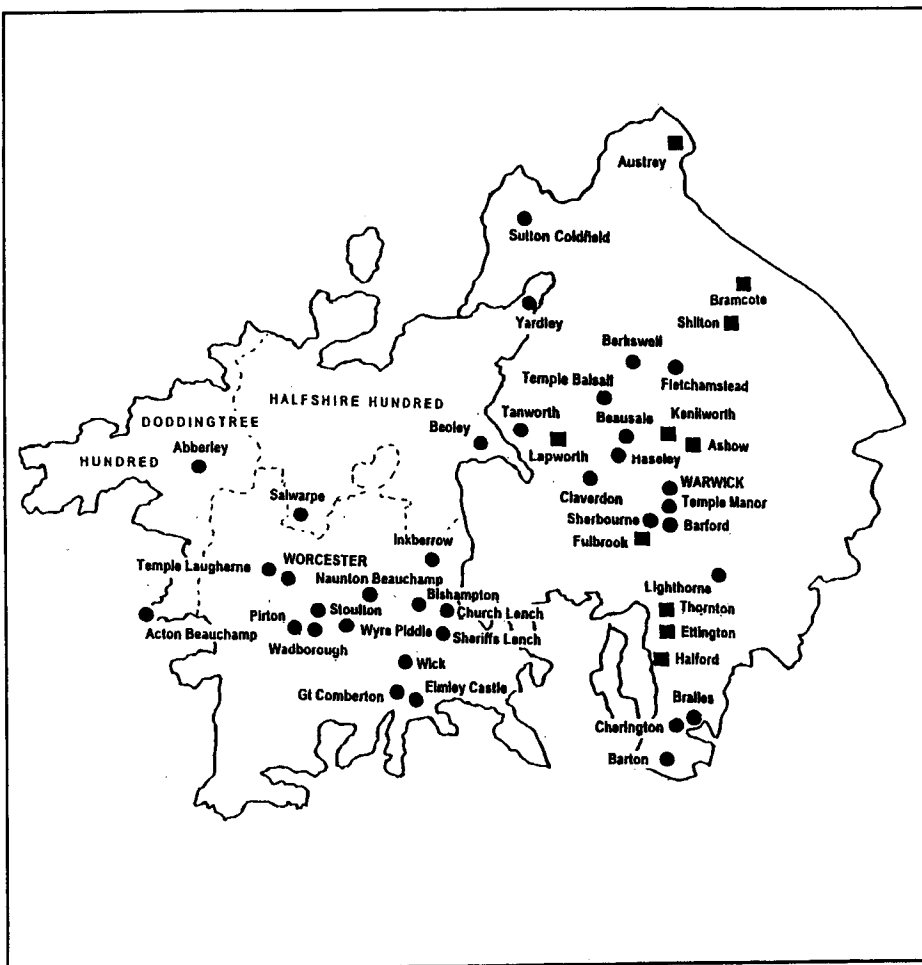 Austrey
Sutton Coldfield
Bramcote
Shilton
Yardley
Berkswell
Fletchamstead
Temple Balsall
HALFSHIRE HUNDRED
Tanworth
Beausale
Kenilworth
DODDINGTREE
Beoley
Ashow
HUNDRED
Abberley
Lapworth
Haseley
WARWICK
Claverdon
Temple Manor
Salwarpe
Sherbourne
Barford
Inkberrow
Fulbrook
WORCESTER
Temple Laugherne
Naunton Beauchamp
Lighthorne
Bishampton
Thornton
Pirton
Stoulton
Church Lench
Acton Beauchamp
Wyre Piddle
Ettington
Wadborough
Sheriffs Lench
Halford
Wick
Gt Comberton
Elmley Castle
Brailes
Cherington
Barton